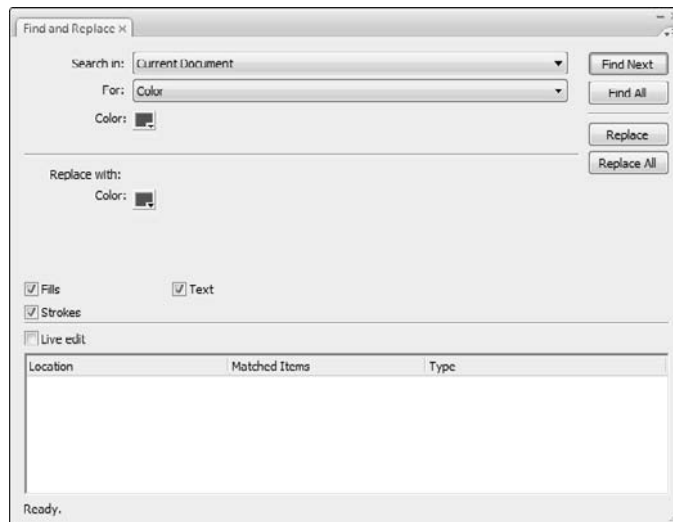 Find and Replace
Search in: Current Document
Find Next
For: Color
Find All
Color:
Replace
Replace All
Replace with:
Color:
Fills
Text
Strokes
Live edit
Location Matched Items Type
Ready.